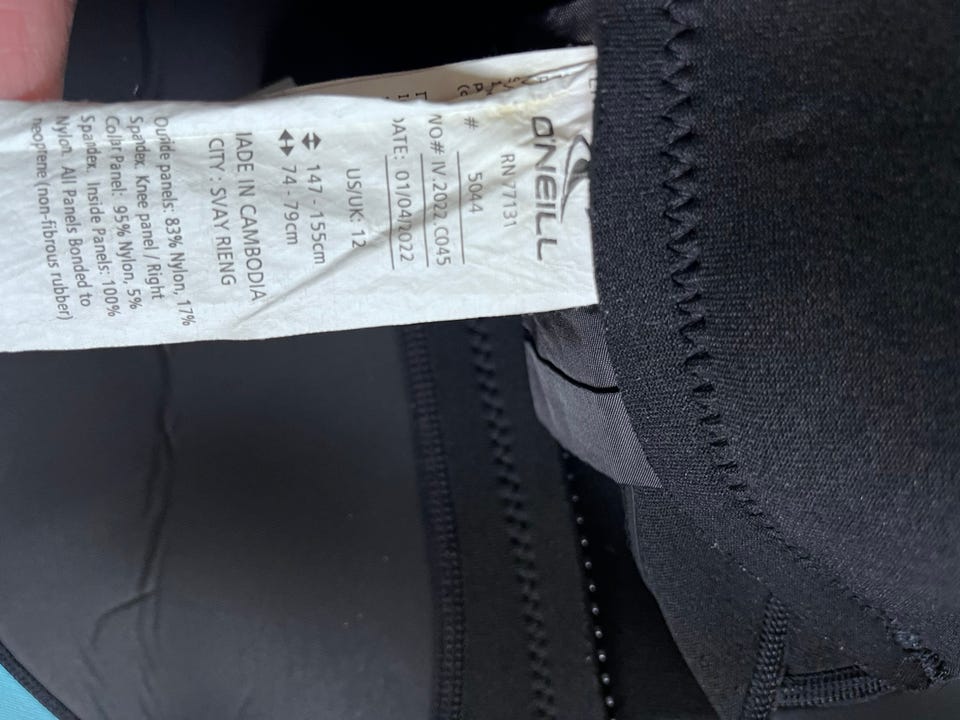 O'NEILL
RN 77131
# 5044
NO# IV.2022.C045
DATE: 01/04/2022
US/UK: 12
147 - 155cm
74 - 79cm
MADE IN CAMBODIA
CITY: SVAY RIENG
Outside panels: 83% Nylon, 17%
Spandex. Knee panel / Right
Collar Panel: 95% Nylon, 5%
Spandex. Inside Panels: 100%
Nylon. All Panels Bonded to
neoprene (non-fibrous rubber)